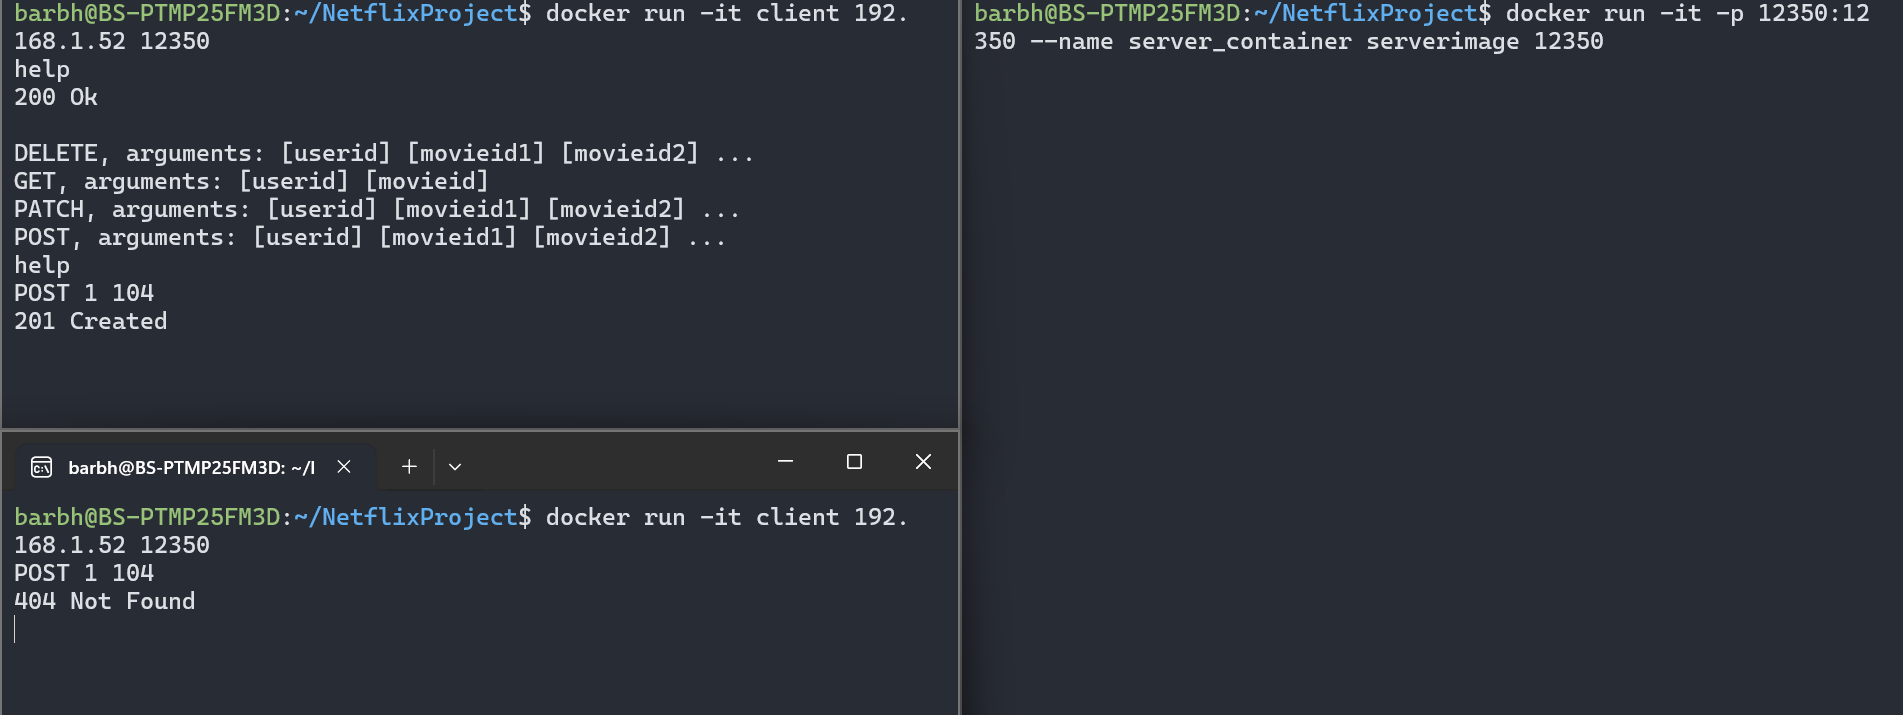 barbh@BS-PTMP25FM3D:~/NetflixProject$ docker run -it client 192.
168.1.52 12350
help
200 Ok
DELETE, arguments: [userid] [movieid1] [movieid2] ...
GET, arguments: [userid] [movieid]
PATCH, arguments: [userid] [movieid1] [movieid2] ...
POST, arguments: [userid] [movieid1] [movieid2] ...
help
POST 1 104
201 Created
barbh@BS-PTMP25FM3D: ~/I
barbh@BS-PTMP25FM3D:~/NetflixProject$ docker run -it client 192.
168.1.52 12350
POST 1 104
404 Not Found
barbh@BS-PTMP25FM3D:~/NetflixProject$ docker run -it -p 12350:12
350 --name server_container serverimage 12350